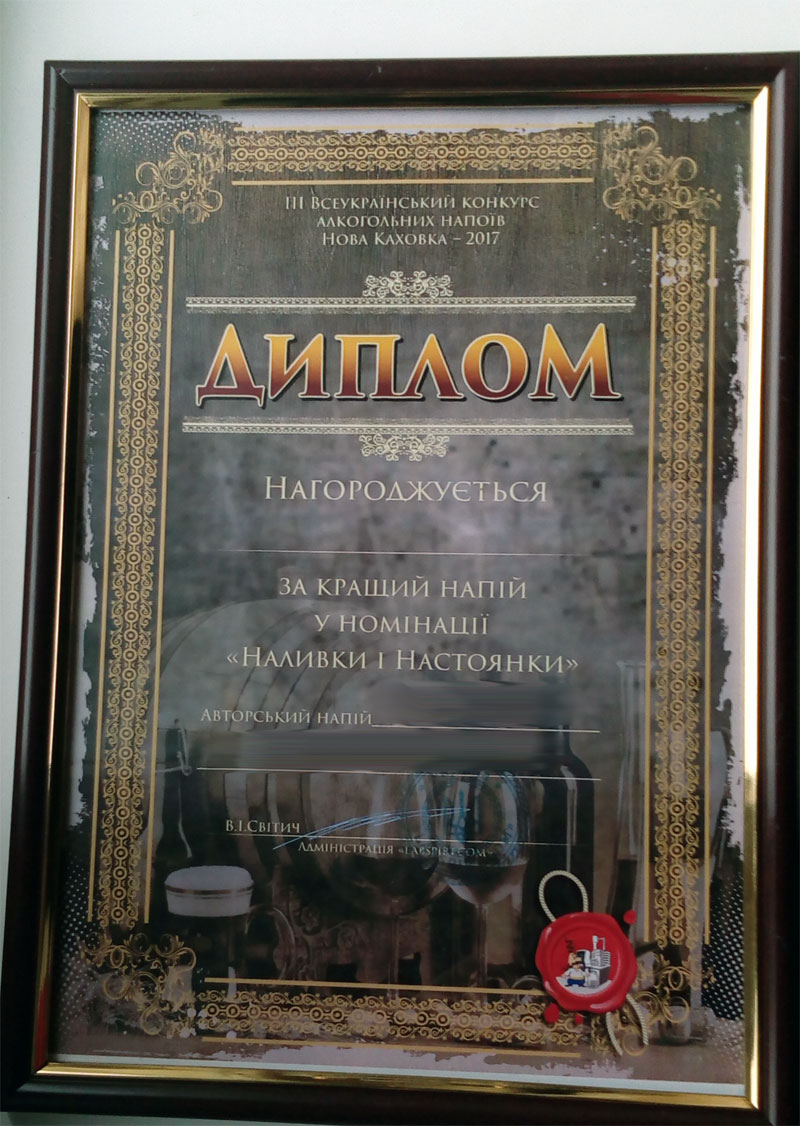 III Всеукраїнський конкурс
алкогольних напоїв
Нова Каховка – 2017
ДИПЛОМ
Нагороджується
за кращий напій
у номінації
«Наливки і Настоянки»
Авторський напій
В.І.Світич
Адміністрація